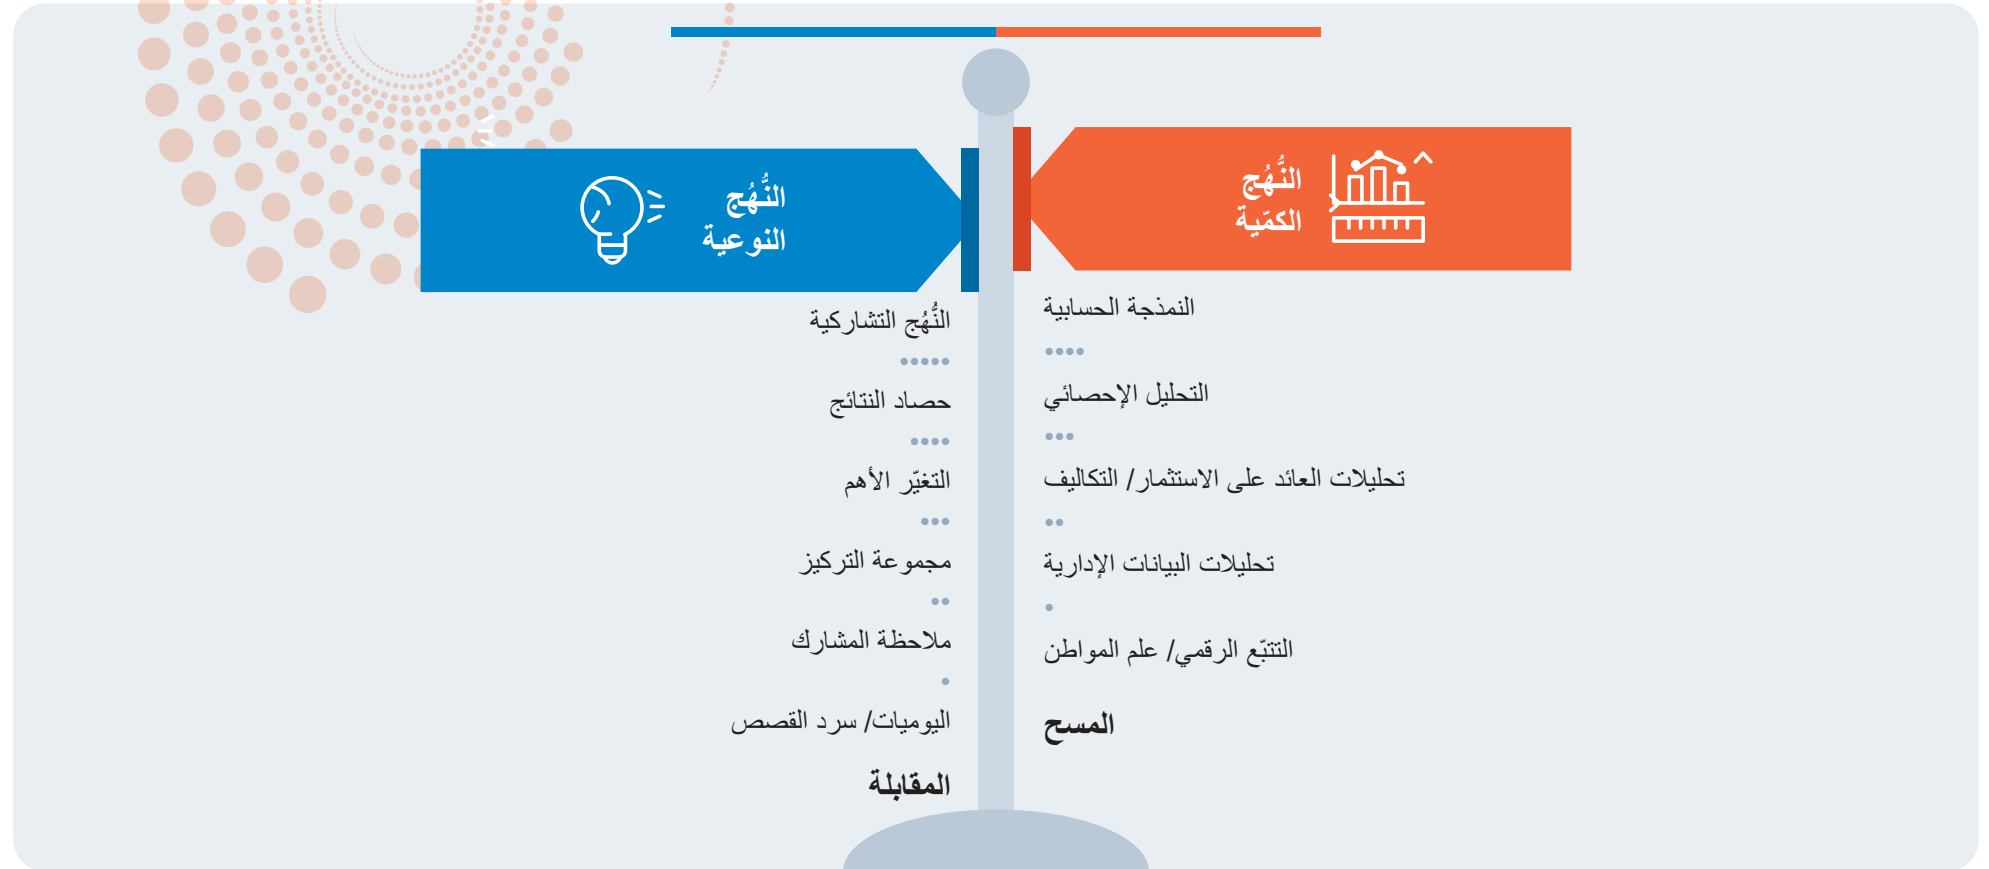 النُّهُج
الكمّية
النمذجة الحسابية
التحليل الإحصائي
تحليلات العائد على الاستثمار/ التكاليف
تحليلات البيانات الإدارية
التتبّع الرقمي/ علم المواطن
المسح
النُّهُج
النوعية
النُّهُج التشاركية
حصاد النتائج
التغيّر الأهم
مجموعة التركيز
ملاحظة المشارك
اليوميات/ سرد القصص
المقابلة